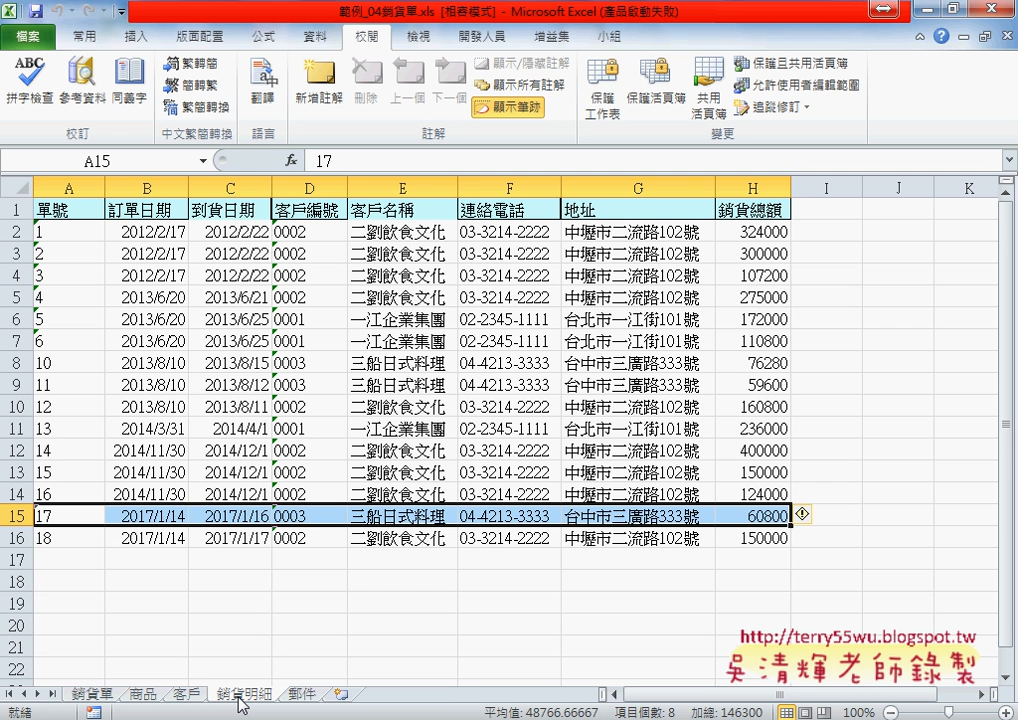 範例_04銷貨單.xls [相容模式] - Microsoft Excel (產品啟動失敗)
檔案 常用 插入 版面配置 公式 資料 校閱 檢視 開發人員 增益集 小組
ABC 拼字檢查 參考資料 同義字
校訂
繁轉簡
簡轉繁
繁簡轉換
中文繁簡轉換
翻譯
語言
新增註解 刪除 上一個 下一個
顯示/隱藏註解
顯示所有註解
顯示筆跡
註解
保護工作表 保護活頁簿 共用活頁簿
保護且共用活頁簿
允許使用者編輯範圍
追蹤修訂
變更
A15 fx 17
A B C D E F G H I J K
1 單號 訂單日期 到貨日期 客戶編號 客戶名稱 連絡電話 地址 銷貨總額
2 1 2012/2/17 2012/2/22 0002 二劉飲食文化 03-3214-2222 中壢市二流路102號 324000
3 2 2012/2/17 2012/2/22 0002 二劉飲食文化 03-3214-2222 中壢市二流路102號 300000
4 3 2012/2/17 2012/2/22 0002 二劉飲食文化 03-3214-2222 中壢市二流路102號 107200
5 4 2013/6/20 2013/6/21 0002 二劉飲食文化 03-3214-2222 中壢市二流路102號 275000
6 5 2013/6/20 2013/6/25 0001 一江企業集團 02-2345-1111 台北市一江街101號 172000
7 6 2013/6/20 2013/6/25 0001 一江企業集團 02-2345-1111 台北市一江街101號 110800
8 10 2013/8/10 2013/8/15 0003 三船日式料理 04-4213-3333 台中市三廣路333號 76280
9 11 2013/8/10 2013/8/12 0003 三船日式料理 04-4213-3333 台中市三廣路333號 59600
10 12 2013/8/10 2013/8/11 0002 二劉飲食文化 03-3214-2222 中壢市二流路102號 160800
11 13 2014/3/31 2014/4/1 0001 一江企業集團 02-2345-1111 台北市一江街101號 236000
12 14 2014/11/30 2014/12/1 0002 二劉飲食文化 03-3214-2222 中壢市二流路102號 400000
13 15 2014/11/30 2014/12/1 0002 二劉飲食文化 03-3214-2222 中壢市二流路102號 150000
14 16 2014/11/30 2014/12/1 0002 二劉飲食文化 03-3214-2222 中壢市二流路102號 124000
15 17 2017/1/14 2017/1/16 0003 三船日式料理 04-4213-3333 台中市三廣路333號 60800
16 18 2017/1/14 2017/1/17 0002 二劉飲食文化 03-3214-2222 中壢市二流路102號 150000
17
18
19
20
21
22
http://terry55wu.blogspot.tw
吳清輝老師錄製
銷貨單 商品 客戶 銷貨明細 郵件
就緒 平均值: 48766.66667 項目個數: 8 加總: 146300 100%